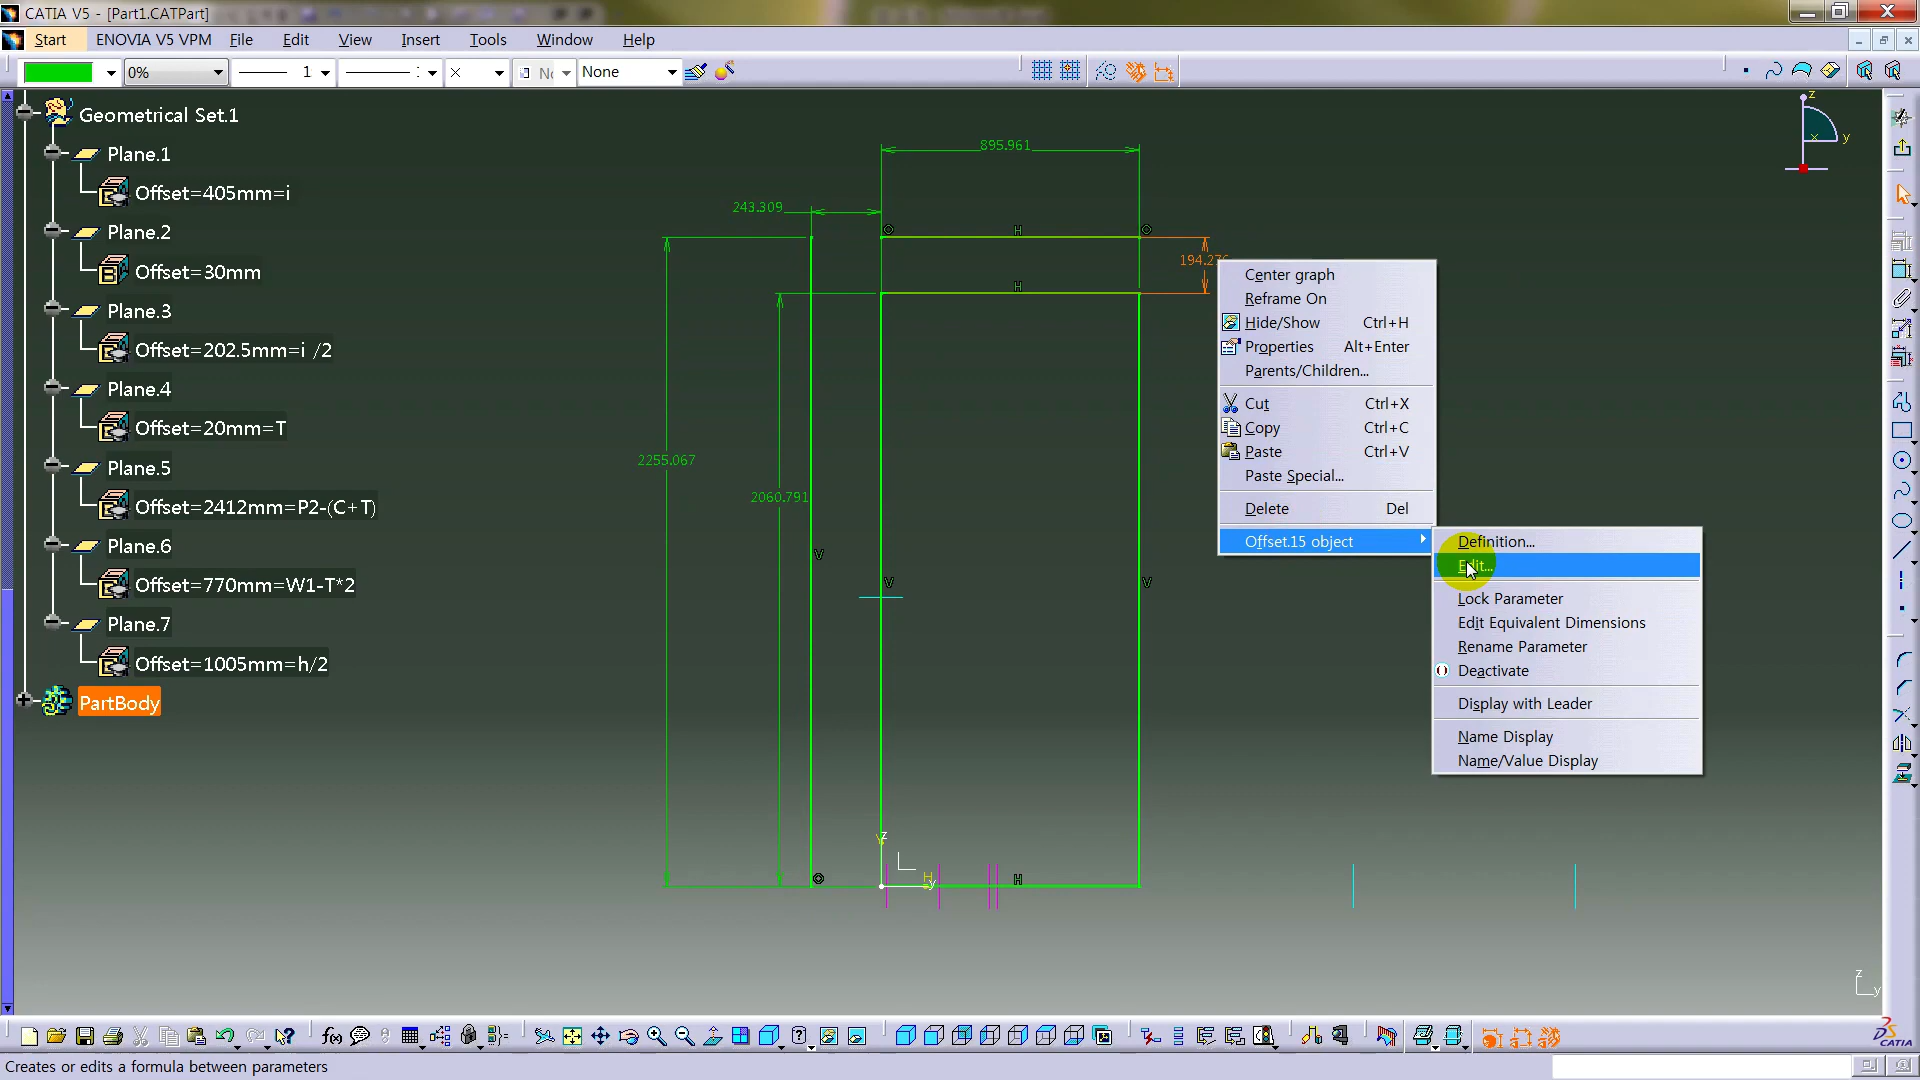 CATIA V5 - [Part1.CATPart]
Start ENOVIA V5 VPM File Edit View Insert Tools Window Help
0% 1 None
Geometrical Set.1
Plane.1
Offset=405mm=i
Plane.2
Offset=30mm
Plane.3
Offset=202.5mm=i /2
Plane.4
Offset=20mm=T
Plane.5
Offset=2412mm=P2-(C+T)
Plane.6
Offset=770mm=W1-T*2
Plane.7
Offset=1005mm=h/2
PartBody
895.961
243.309
H
H
2255.067
2060.791
V
V
V
z
H
y
H
z
x
y
Center graph
Reframe On
Hide/Show Ctrl+H
Properties Alt+Enter
Parents/Children...
Cut Ctrl+X
Copy Ctrl+C
Paste Ctrl+V
Paste Special...
Delete Del
Offset.15 object
Definition...
Edit...
Lock Parameter
Edit Equivalent Dimensions
Rename Parameter
Deactivate
Display with Leader
Name Display
Name/Value Display
z
y
CATIA
Creates or edits a formula between parameters